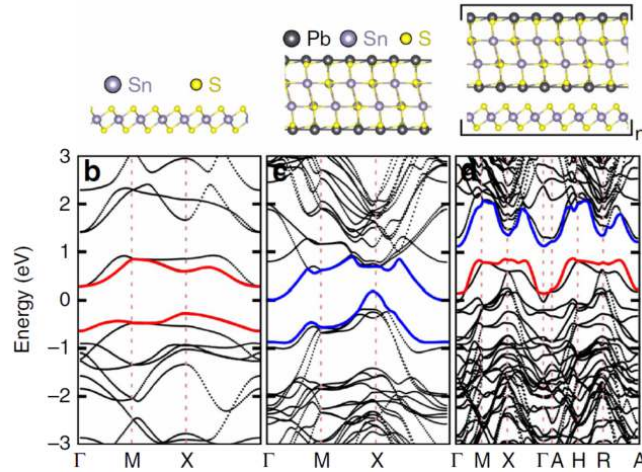 Sn S
Pb Sn S
n
b
c
d
Energy (eV)
3
2
1
0
−1
−2
−3
Γ M X
Γ M X
Γ M X Γ A H R A